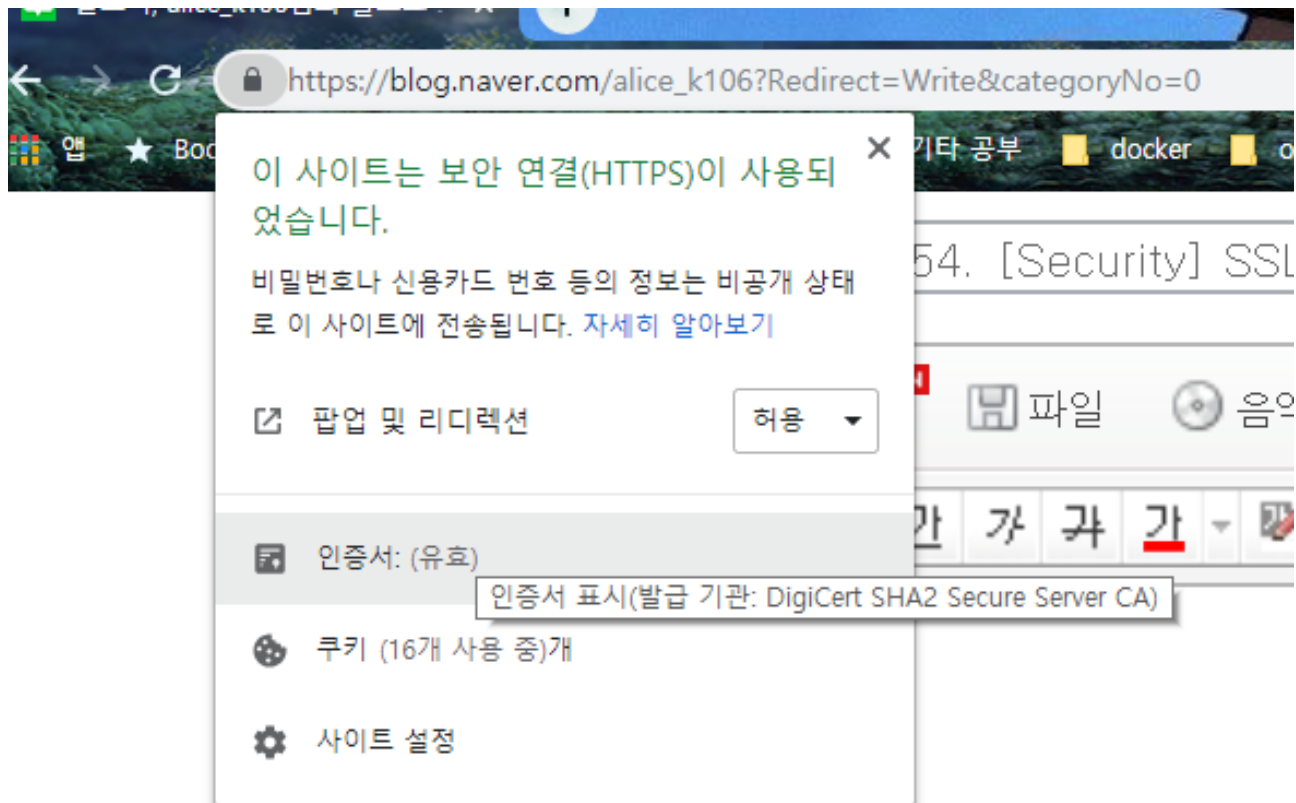 https://blog.naver.com/alice_k106?Redirect=Write&categoryNo=0
앱 기타 공부 docker
이 사이트는 보안 연결(HTTPS)이 사용되
었습니다.
비밀번호나 신용카드 번호 등의 정보는 비공개 상태
로 이 사이트에 전송됩니다. 자세히 알아보기
54. [Security] SSL
팝업 및 리디렉션 허용
파일
인증서: (유효)
가 가 가 가
인증서 표시(발급 기관: DigiCert SHA2 Secure Server CA)
쿠키 (16개 사용 중)개
사이트 설정